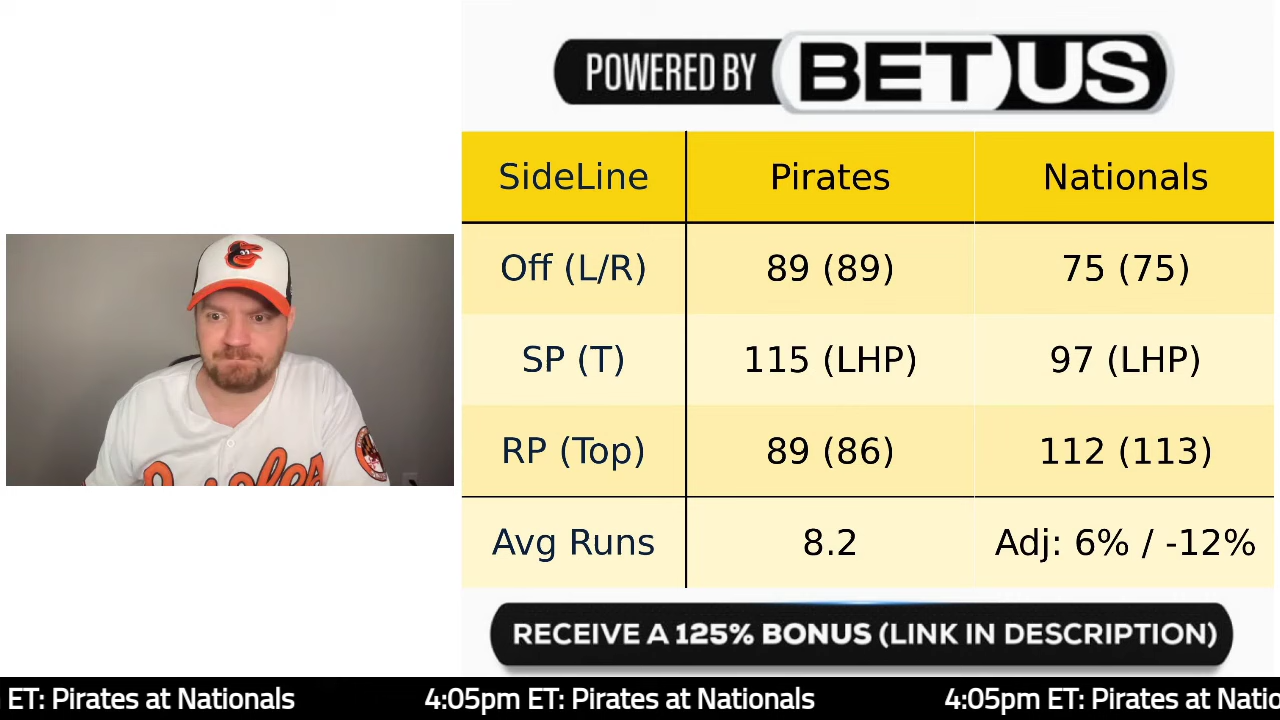 POWERED BY BETUS
SideLine Pirates Nationals
Off (L/R) 89 (89) 75 (75)
SP (T) 115 (LHP) 97 (LHP)
RP (Top) 89 (86) 112 (113)
Avg Runs 8.2 Adj: 6% / -12%
RECEIVE A 125% BONUS (LINK IN DESCRIPTION)
ET: Pirates at Nationals 4:05pm ET: Pirates at Nationals 4:05pm ET: Pirates at Natio